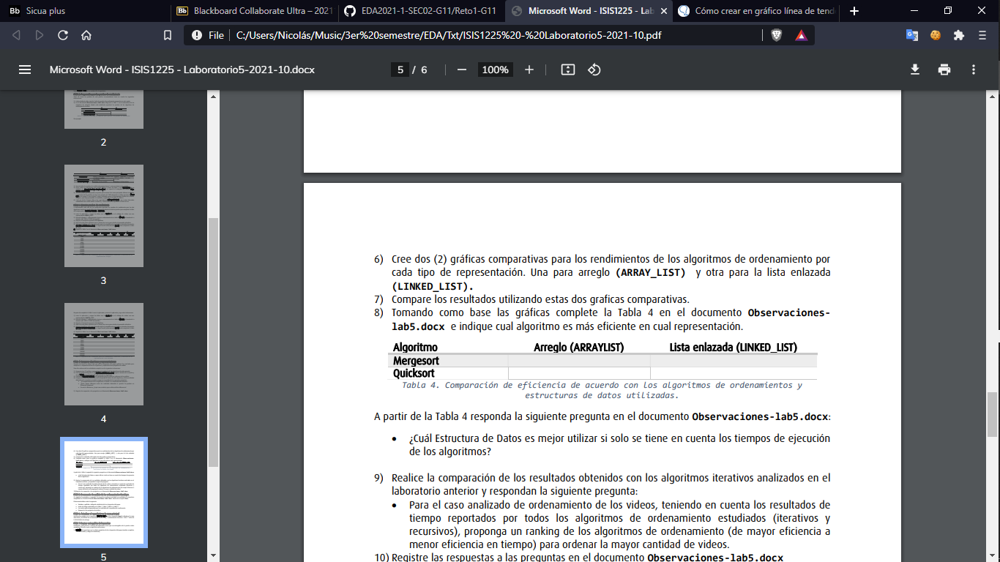 Sicua plus
Blackboard Collaborate Ultra – 2021
EDA2021-1-SEC02-G11/Reto1-G11
Microsoft Word - ISIS1225 - Lab
Cómo crear en gráfico línea de tend
File C:/Users/Nicolás/Music/3er%20semestre/EDA/Txt/ISIS1225%20-%20Laboratorio5-2021-10.pdf
Microsoft Word - ISIS1225 - Laboratorio5-2021-10.docx
5 / 6
100%
2
3
4
5
6) Cree dos (2) gráficas comparativas para los rendimientos de los algoritmos de ordenamiento por
cada tipo de representación. Una para arreglo (ARRAY_LIST) y otra para la lista enlazada
(LINKED_LIST).
7) Compare los resultados utilizando estas dos graficas comparativas.
8) Tomando como base las gráficas complete la Tabla 4 en el documento Observaciones-
lab5.docx e indique cual algoritmo es más eficiente en cual representación.
Algoritmo Arreglo (ARRAYLIST) Lista enlazada (LINKED_LIST)
Mergesort
Quicksort
Tabla 4. Comparación de eficiencia de acuerdo con los algoritmos de ordenamientos y
estructuras de datos utilizadas.
A partir de la Tabla 4 responda la siguiente pregunta en el documento Observaciones-lab5.docx:
• ¿Cuál Estructura de Datos es mejor utilizar si solo se tiene en cuenta los tiempos de ejecución
de los algoritmos?
9) Realice la comparación de los resultados obtenidos con los algoritmos iterativos analizados en el
laboratorio anterior y respondan la siguiente pregunta:
• Para el caso analizado de ordenamiento de los videos, teniendo en cuenta los resultados de
tiempo reportados por todos los algoritmos de ordenamiento estudiados (iterativos y
recursivos), proponga un ranking de los algoritmos de ordenamiento (de mayor eficiencia a
menor eficiencia en tiempo) para ordenar la mayor cantidad de videos.
10) Registre las respuestas a las preguntas en el documento Observaciones-lab5.docx